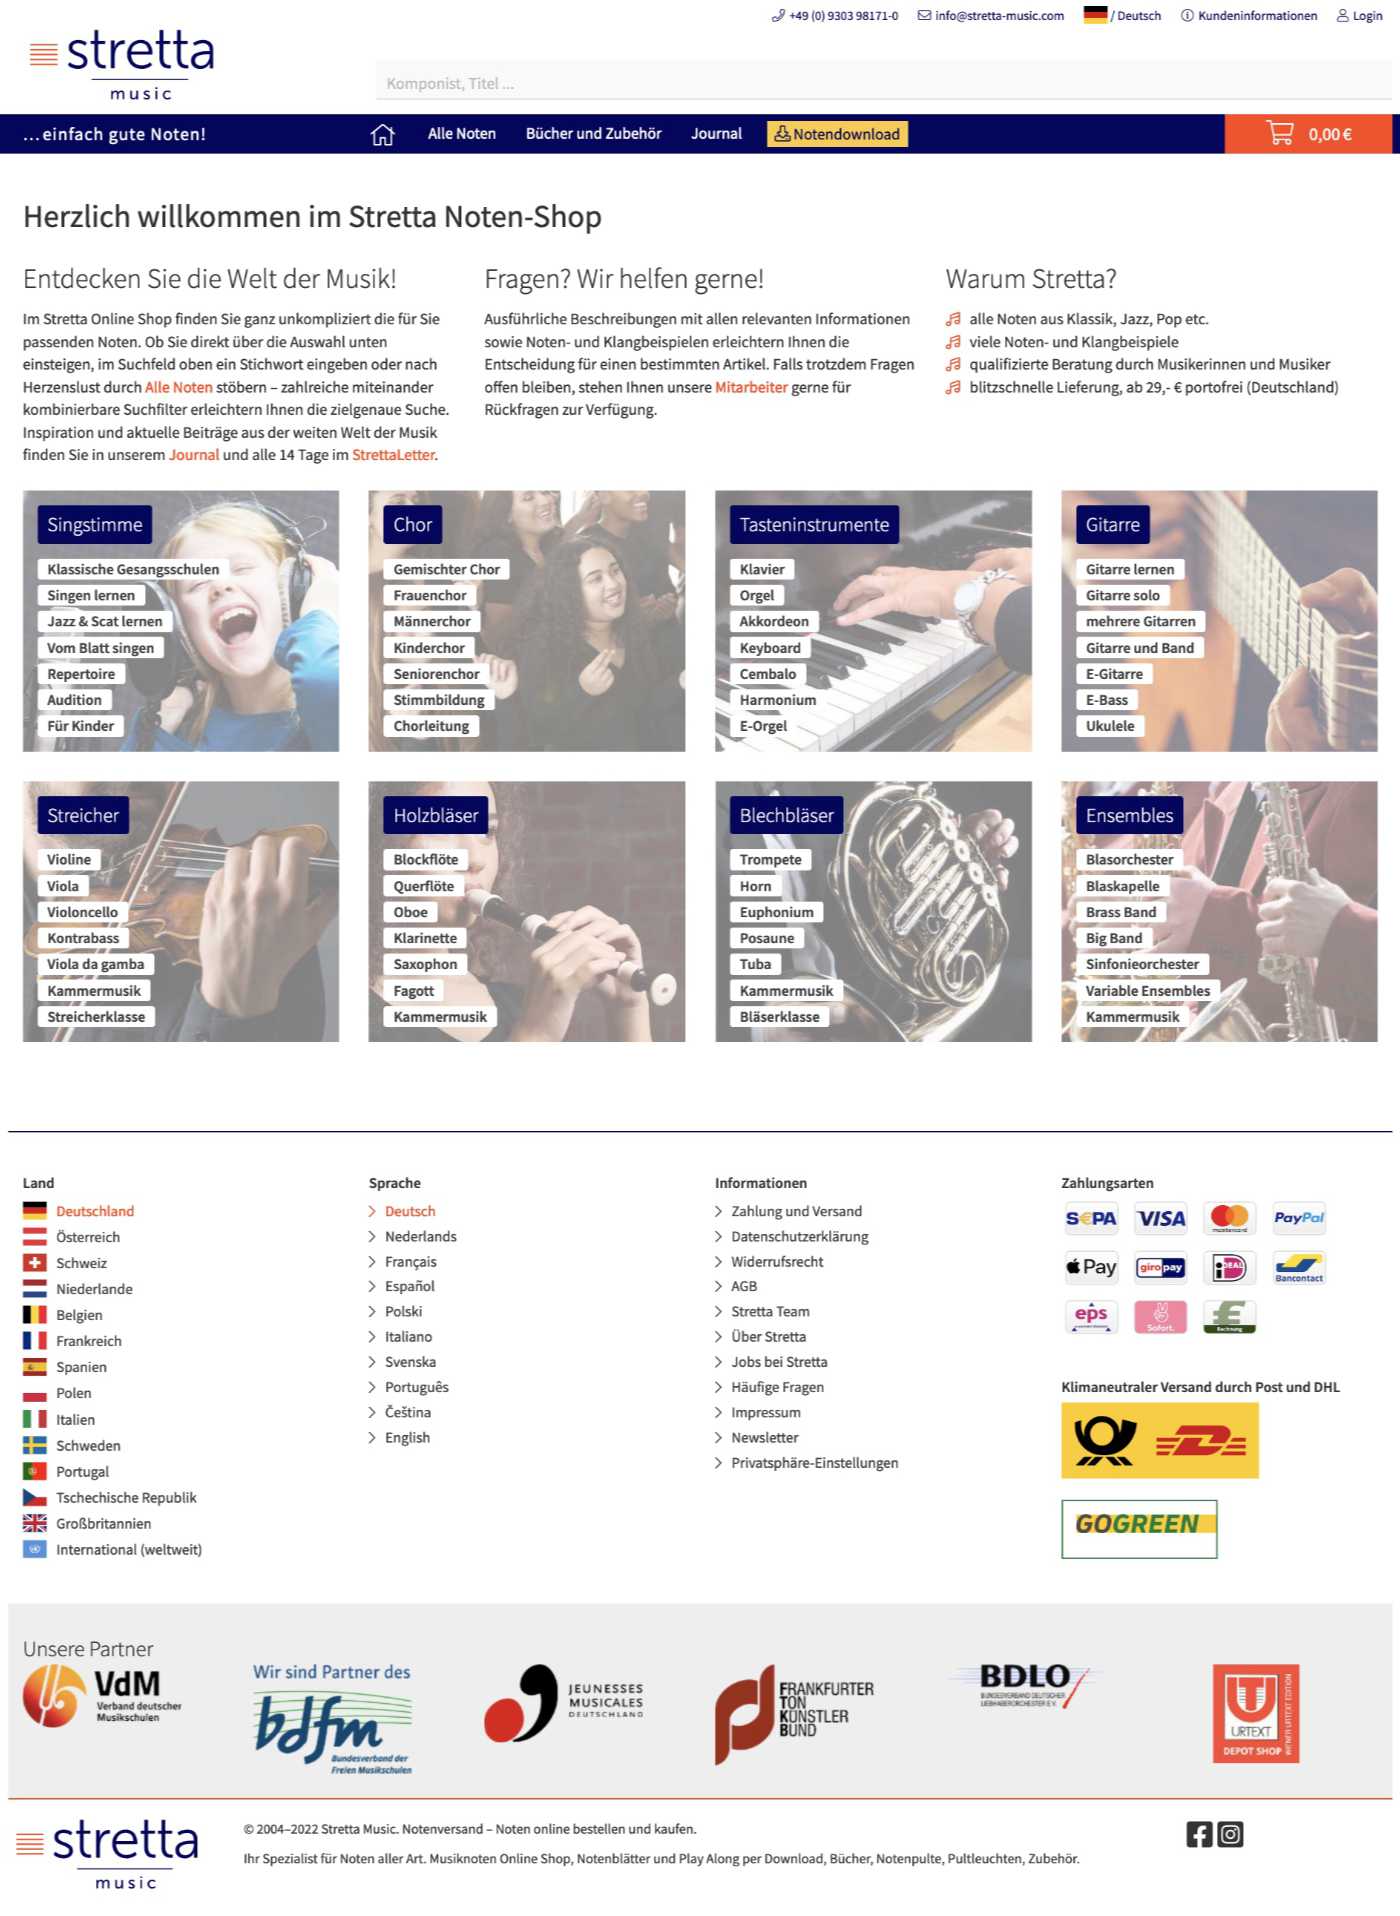 +49 (0) 9303 98171-0
info@stretta-music.com
/ Deutsch
Kundeninformationen
Login
stretta
music
Komponist, Titel ...
...einfach gute Noten!
Alle Noten
Bücher und Zubehör
Journal
Notendownload
0,00 €
Herzlich willkommen im Stretta Noten-Shop
Entdecken Sie die Welt der Musik!
Im Stretta Online Shop finden Sie ganz unkompliziert die für Sie
passenden Noten. Ob Sie direkt über die Auswahl unten
einsteigen, im Suchfeld oben ein Stichwort eingeben oder nach
Herzenslust durch Alle Noten stöbern – zahlreiche miteinander
kombinierbare Suchfilter erleichtern Ihnen die zielgenaue Suche.
Inspiration und aktuelle Beiträge aus der weiten Welt der Musik
finden Sie in unserem Journal und alle 14 Tage im StrettaLetter.
Fragen? Wir helfen gerne!
Ausführliche Beschreibungen mit allen relevanten Informationen
sowie Noten- und Klangbeispielen erleichtern Ihnen die
Entscheidung für einen bestimmten Artikel. Falls trotzdem Fragen
offen bleiben, stehen Ihnen unsere Mitarbeiter gerne für
Rückfragen zur Verfügung.
Warum Stretta?
alle Noten aus Klassik, Jazz, Pop etc.
viele Noten- und Klangbeispiele
qualifizierte Beratung durch Musikerinnen und Musiker
blitzschnelle Lieferung, ab 29,- € portofrei (Deutschland)
Singstimme
Klassische Gesangsschulen
Singen lernen
Jazz & Scat lernen
Vom Blatt singen
Repertoire
Audition
Für Kinder
Chor
Gemischter Chor
Frauenchor
Männerchor
Kinderchor
Seniorenchor
Stimmbildung
Chorleitung
Tasteninstrumente
Klavier
Orgel
Akkordeon
Keyboard
Cembalo
Harmonium
E-Orgel
Gitarre
Gitarre lernen
Gitarre solo
mehrere Gitarren
Gitarre und Band
E-Gitarre
E-Bass
Ukulele
Streicher
Violine
Viola
Violoncello
Kontrabass
Viola da gamba
Kammermusik
Streicherklasse
Holzbläser
Blockflöte
Querflöte
Oboe
Klarinette
Saxophon
Fagott
Kammermusik
Blechbläser
Trompete
Horn
Euphonium
Posaune
Tuba
Kammermusik
Bläserklasse
Ensembles
Blasorchester
Blaskapelle
Brass Band
Big Band
Sinfonieorchester
Variable Ensembles
Kammermusik
Land
Deutschland
Österreich
Schweiz
Niederlande
Belgien
Frankreich
Spanien
Polen
Italien
Schweden
Portugal
Tschechische Republik
Großbritannien
International (weltweit)
Sprache
Deutsch
Nederlands
Français
Español
Polski
Italiano
Svenska
Português
Čeština
English
Informationen
Zahlung und Versand
Datenschutzerklärung
Widerrufsrecht
AGB
Stretta Team
Über Stretta
Jobs bei Stretta
Häufige Fragen
Impressum
Newsletter
Privatsphäre-Einstellungen
Zahlungsarten
S€PA
VISA
mastercard
PayPal
Pay
giropay
iDEAL
Bancontact
eps
Sofort.
Rechnung
Klimaneutraler Versand durch Post und DHL
GOGREEN
Unsere Partner
VdM
Verband deutscher
Musikschulen
Wir sind Partner des
bdfm
Bundesverband der
Freien Musikschulen
JEUNESSES
MUSICALES
DEUTSCHLAND
FRANKFURTER
TON
KÜNSTLER
BUND
BDLO
BUNDESVERBAND DEUTSCHER
LIEBHABERORCHESTER E.V.
URTEXT
DEPOT SHOP
WIENER URTEXT EDITION
stretta
music
© 2004–2022 Stretta Music. Notenversand – Noten online bestellen und kaufen.
Ihr Spezialist für Noten aller Art. Musiknoten Online Shop, Notenblätter und Play Along per Download, Bücher, Notenpulte, Pultleuchten, Zubehör.